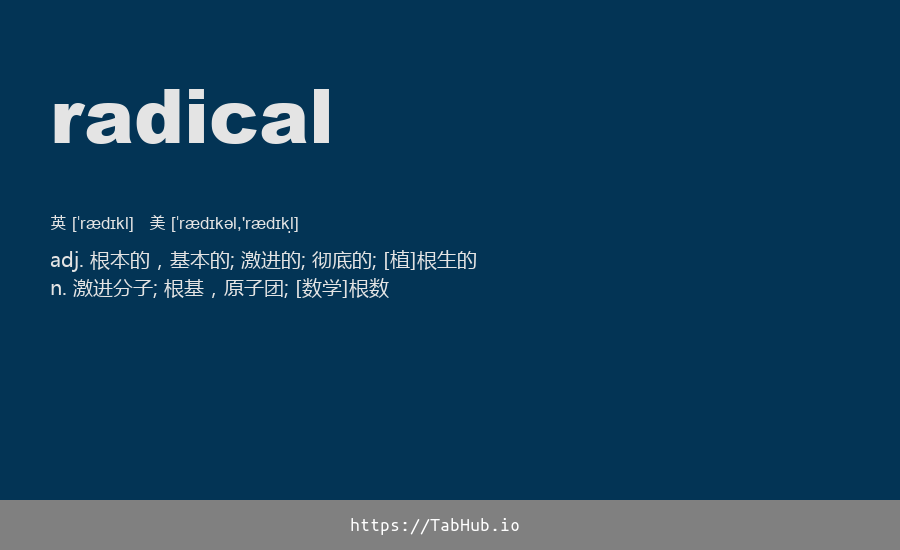 radical
英 ['rædɪkl] 美 ['rædɪkəl,'rædɪkl̩]
adj. 根本的，基本的; 激进的; 彻底的; [植]根生的
n. 激进分子; 根基，原子团; [数学]根数
https://TabHub.io